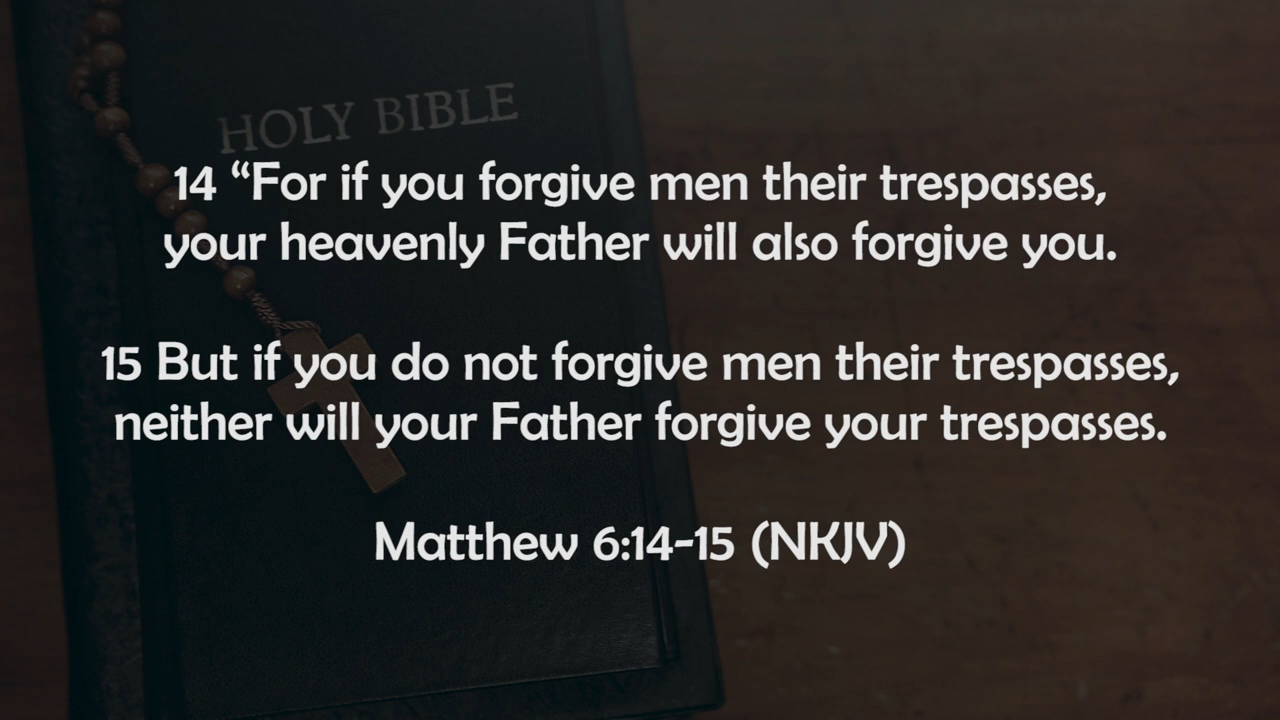 HOLY BIBLE
14 “For if you forgive men their trespasses,
your heavenly Father will also forgive you.
15 But if you do not forgive men their trespasses,
neither will your Father forgive your trespasses.
Matthew 6:14-15 (NKJV)